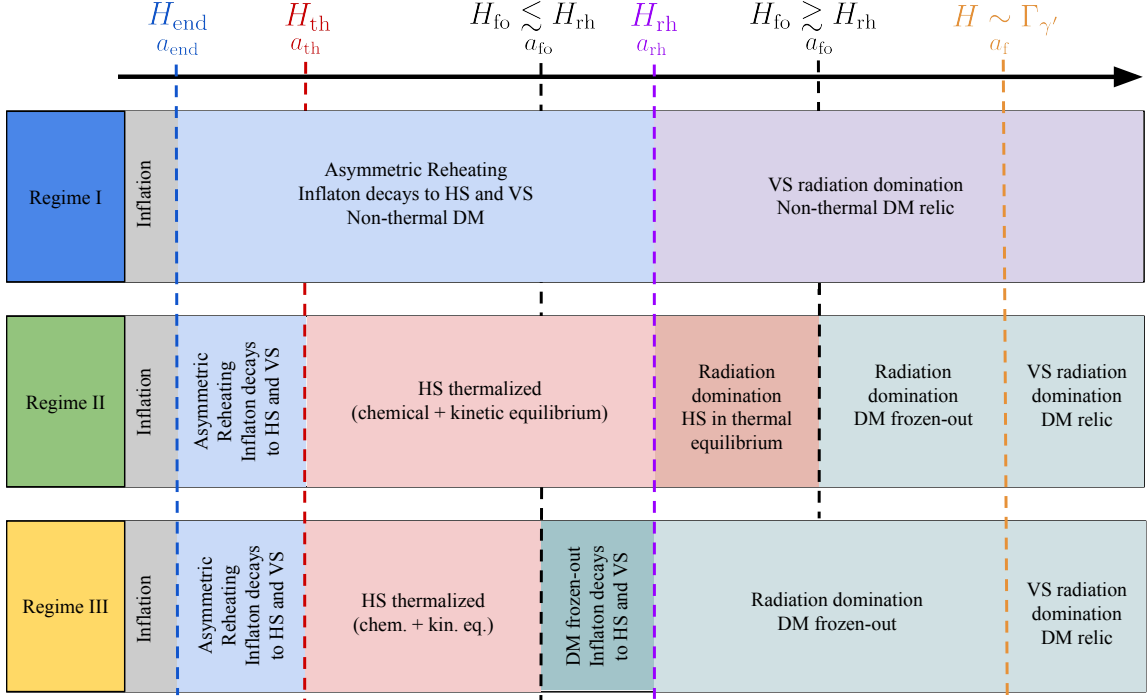 H_end H_th H_fo ≲ H_rh H_rh H_fo ≳ H_rh H ∼ Γ_γ′
a_end a_th a_fo a_rh a_fo a_f
Regime I
Inflation
Asymmetric Reheating
Inflaton decays to HS and VS
Non-thermal DM
VS radiation domination
Non-thermal DM relic
Regime II
Inflation
Asymmetric
Reheating
Inflaton decays
to HS and VS
HS thermalized
(chemical + kinetic equilibrium)
Radiation
domination
HS in thermal
equilibrium
Radiation
domination
DM frozen-out
VS radiation
domination
DM relic
Regime III
Inflation
Asymmetric
Reheating
Inflaton decays
to HS and VS
HS thermalized
(chem. + kin. eq.)
DM frozen-out
Inflaton decays
to HS and VS
Radiation domination
DM frozen-out
VS radiation
domination
DM relic